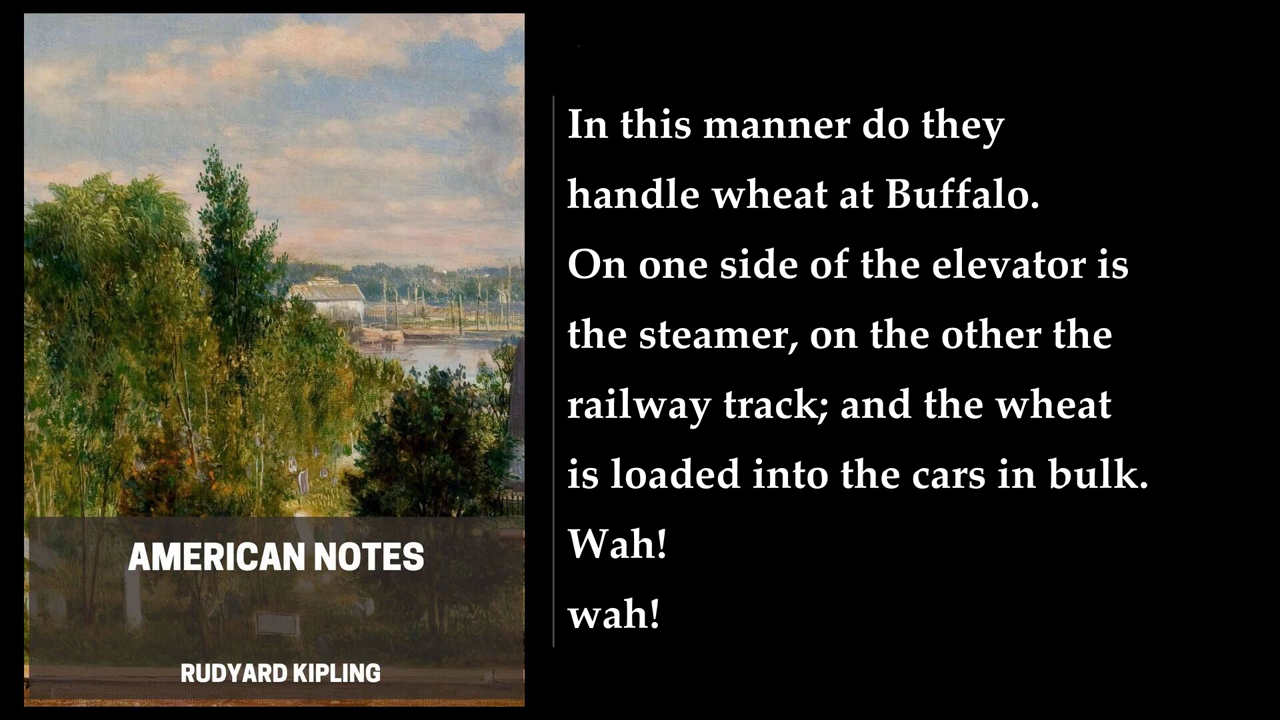 AMERICAN NOTES
RUDYARD KIPLING
In this manner do they
handle wheat at Buffalo.
On one side of the elevator is
the steamer, on the other the
railway track; and the wheat
is loaded into the cars in bulk.
Wah!
wah!